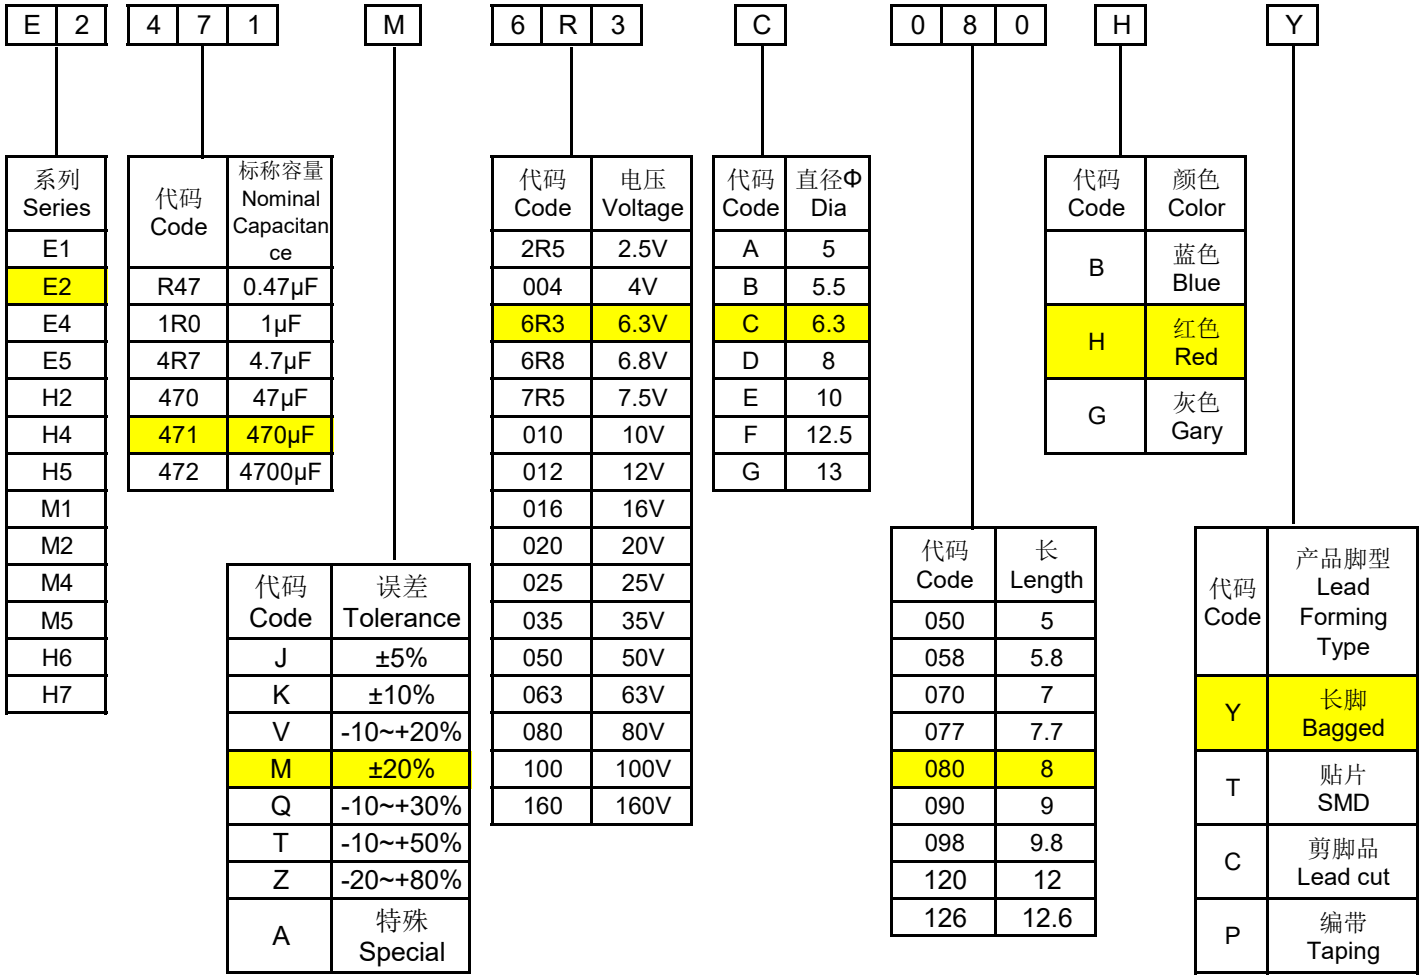 E 2 4 7 1 M 6 R 3 C 0 8 0 H Y
系列
Series
E1
E2
E4
E5
H2
H4
H5
M1
M2
M4
M5
H6
H7
代码
Code
标称容量
Nominal
Capacitan
ce
R47 0.47µF
1R0 1µF
4R7 4.7µF
470 47µF
471 470µF
472 4700µF
代码
Code
误差
Tolerance
J ±5%
K ±10%
V -10~+20%
M ±20%
Q -10~+30%
T -10~+50%
Z -20~+80%
A
特殊
Special
代码
Code
电压
Voltage
2R5 2.5V
004 4V
6R3 6.3V
6R8 6.8V
7R5 7.5V
010 10V
012 12V
016 16V
020 20V
025 25V
035 35V
050 50V
063 63V
080 80V
100 100V
160 160V
代码
Code
直径Φ
Dia
A 5
B 5.5
C 6.3
D 8
E 10
F 12.5
G 13
代码
Code
长
Length
050 5
058 5.8
070 7
077 7.7
080 8
090 9
098 9.8
120 12
126 12.6
代码
Code
颜色
Color
B
蓝色
Blue
H
红色
Red
G
灰色
Gary
代码
Code
产品脚型
Lead
Forming
Type
Y
长脚
Bagged
T
贴片
SMD
C
剪脚品
Lead cut
P
编带
Taping